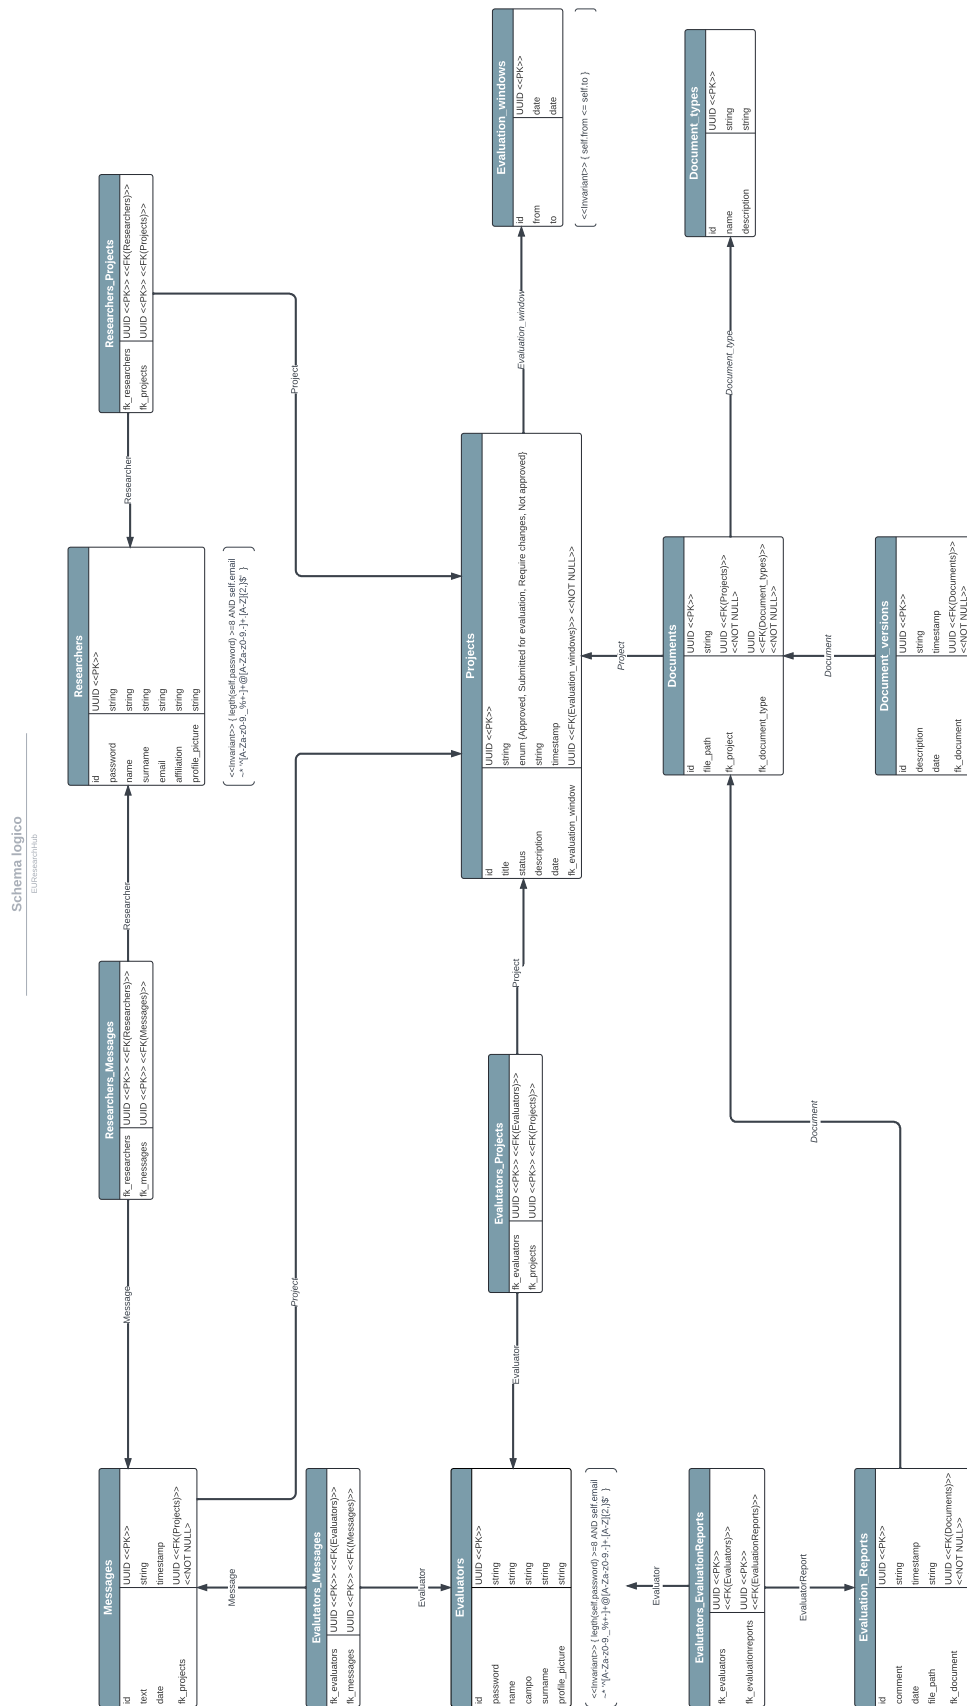 Schema logico
EUResearchHub
Messages
id UUID <<PK>>
text string
date timestamp
fk_projects UUID <<FK(Projects)>>
<<NOT NULL>
Message
Researchers_Messages
fk_researchers UUID <<PK>> <<FK(Researchers)>>
fk_messages UUID <<PK>> <<FK(Messages)>>
Researcher
Researchers
id UUID <<PK>>
password string
name string
surname string
email string
affiliation string
profile_picture string
<<Invariant>> { legth(self.password) >=8 AND self.email
~* '^[A-Za-z0-9._%+-]+@[A-Za-z0-9.-]+.[A-Z]{2,}$' }
Researcher
Researchers_Projects
fk_researchers UUID <<PK>> <<FK(Researchers)>>
fk_projects UUID <<PK>> <<FK(Projects)>>
Message
Project
Project
Evalutators_Messages
fk_evaluators UUID <<PK>> <<FK(Evaluators)>>
fk_messages UUID <<PK>> <<FK(Messages)>>
Evaluator
Evaluators
id UUID <<PK>>
password string
name string
campo string
surname string
profile_picture string
<<Invariant>> { legth(self.password) >=8 AND self.email
~* '^[A-Za-z0-9._%+-]+@[A-Za-z0-9.-]+.[A-Z]{2,}$' }
Evaluator
Evalutators_Projects
fk_evaluators UUID <<PK>> <<FK(Evaluators)>>
fk_projects UUID <<PK>> <<FK(Projects)>>
Project
Projects
id UUID <<PK>>
title string
status enum {Approved, Submitted for evaluation, Require changes, Not approved}
description string
date timestamp
fk_evaluation_window UUID <<FK(Evaluation_windows)>> <<NOT NULL>>
Evaluation_window
Evaluation_windows
id UUID <<PK>>
from date
to date
<<Invariant>> { self.from <= self.to }
Evaluator
Project
Evalutators_EvaluationReports
fk_evaluators UUID <<PK>>
<<FK(Evaluators)>>
fk_evaluationreports UUID <<PK>>
<<FK(EvaluationReports)>>
Documents
id UUID <<PK>>
file_path string
fk_project UUID <<FK(Projects)>>
<<NOT NULL>
fk_document_type UUID
<<FK(Document_types)>>
<<NOT NULL>>
Document_type
Document_types
id UUID <<PK>>
name string
description string
EvaluatorReport
Document
Document
Evaluation_Reports
id UUID <<PK>>
comment string
date timestamp
file_path string
fk_document UUID <<FK(Documents)>>
<<NOT NULL>>
Document_versions
id UUID <<PK>>
description string
date timestamp
fk_document UUID <<FK(Documents)>>
<<NOT NULL>>